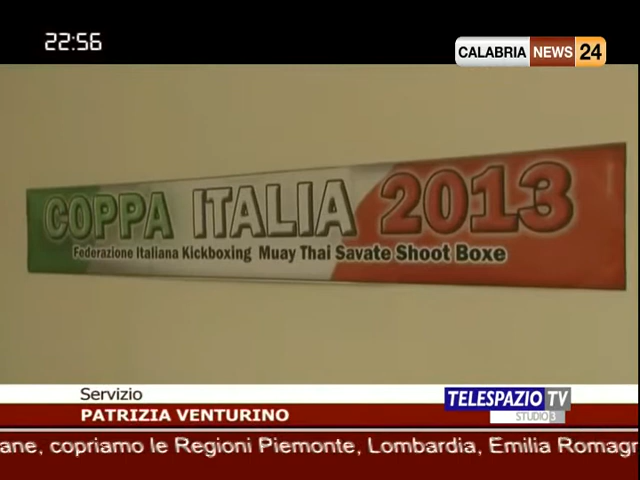 22:56
CALABRIA NEWS 24
COPPA ITALIA 2013
Federazione Italiana Kickboxing Muay Thai Savate Shoot Boxe
Servizio
TELESPAZIO TV
STUDIO 3
PATRIZIA VENTURINO
ane, copriamo le Regioni Piemonte, Lombardia, Emilia Romagn